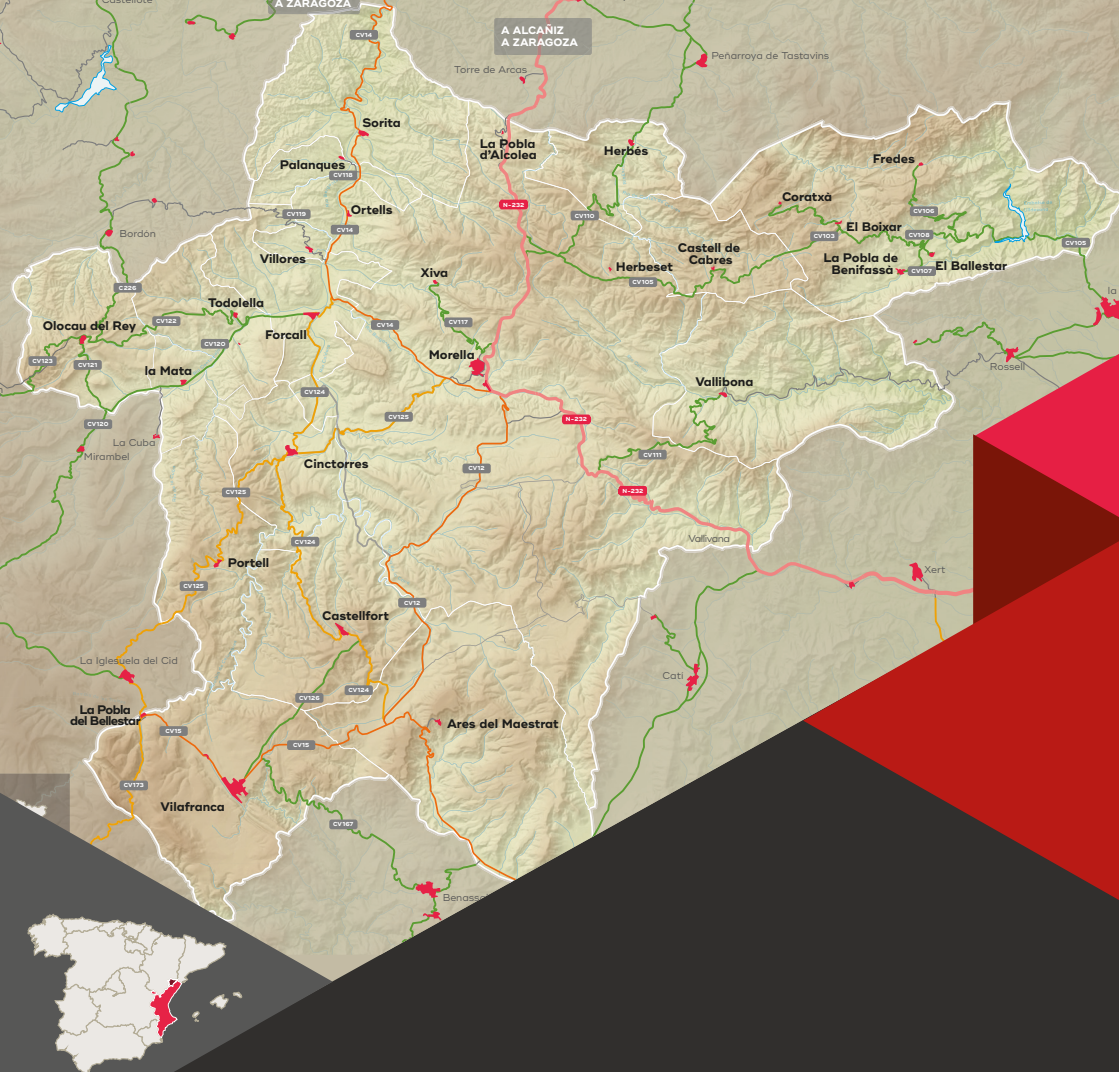 Castellote
A ZARAGOZA
CV14
A ALCAÑIZ
A ZARAGOZA
Torre de Arcas
Peñarroya de Tastavins
Sorita
La Pobla
d'Alcolea
Herbés
Palanques
CV118
Fredes
Coratxà
N-232
CV119
Ortells
CV14
CV110
CV106
El Boixar
CV103
CV108
CV105
Bordón
Villores
Castell de
Cabres
La Pobla de
Benifassà
El Ballestar
CV107
Xiva
Herbeset
CV105
C226
la
Todolella
CV122
CV117
CV14
Olocau del Rey
Forcall
CV120
CV123
CV121
Morella
la Mata
Rossell
Vallibona
CV124
CV125
N-232
CV120
La Cuba
Mirambel
CV111
Cinctorres
CV12
CV125
N-232
CV124
Vallivana
Portell
Xert
CV125
CV12
Castellfort
La Iglesuela del Cid
Catí
CV126
CV124
La Pobla
del Bellestar
Ares del Maestrat
CV15
CV15
CV173
Vilafranca
CV167
Benassa